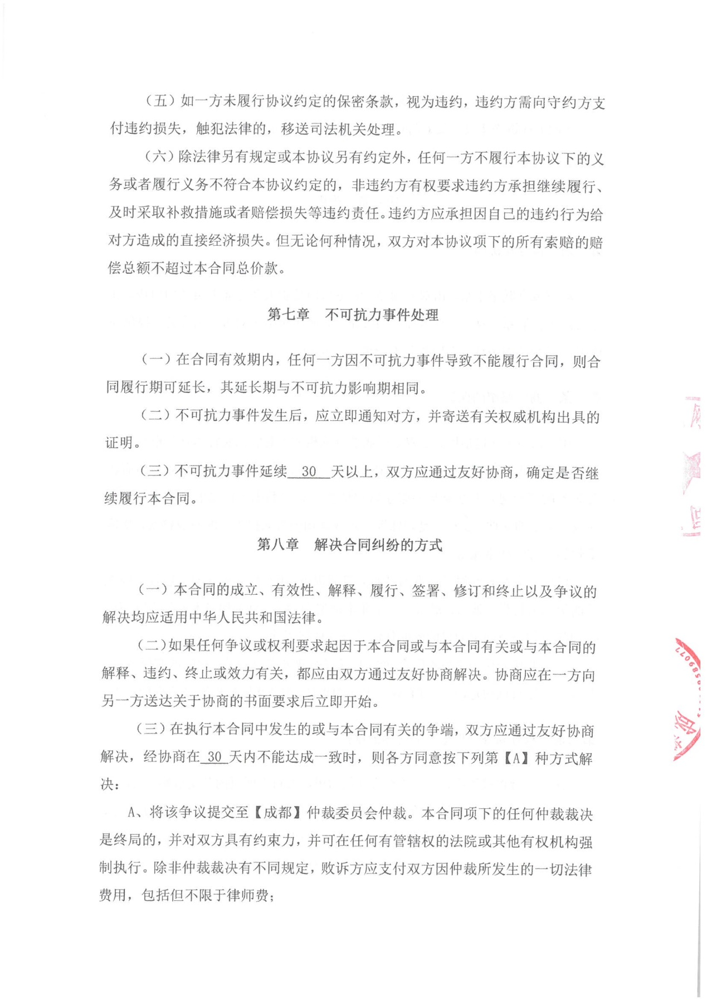 （五）如一方未履行协议约定的保密条款，视为违约，违约方需向守约方支
付违约损失，触犯法律的，移送司法机关处理。
（六）除法律另有规定或本协议另有约定外，任何一方不履行本协议下的义
务或者履行义务不符合本协议约定的，非违约方有权要求违约方承担继续履行、
及时采取补救措施或者赔偿损失等违约责任。违约方应承担因自己的违约行为给
对方造成的直接经济损失。但无论何种情况，双方对本协议项下的所有索赔的赔
偿总额不超过本合同总价款。
第七章 不可抗力事件处理
（一）在合同有效期内，任何一方因不可抗力事件导致不能履行合同，则合
同履行期可延长，其延长期与不可抗力影响期相同。
（二）不可抗力事件发生后，应立即通知对方，并寄送有关权威机构出具的
证明。
（三）不可抗力事件延续 30 天以上，双方应通过友好协商，确定是否继
续履行本合同。
第八章 解决合同纠纷的方式
（一）本合同的成立、有效性、解释、履行、签署、修订和终止以及争议的
解决均应适用中华人民共和国法律。
（二）如果任何争议或权利要求起因于本合同或与本合同有关或与本合同的
解释、违约、终止或效力有关，都应由双方通过友好协商解决。协商应在一方向
另一方送达关于协商的书面要求后立即开始。
（三）在执行本合同中发生的或与本合同有关的争端，双方应通过友好协商
解决，经协商在 30 天内不能达成一致时，则各方同意按下列第【A】种方式解
决：
A、将该争议提交至【成都】仲裁委员会仲裁。本合同项下的任何仲裁裁决
是终局的，并对双方具有约束力，并可在任何有管辖权的法院或其他有权机构强
制执行。除非仲裁裁决有不同规定，败诉方应支付双方因仲裁所发生的一切法律
费用，包括但不限于律师费；